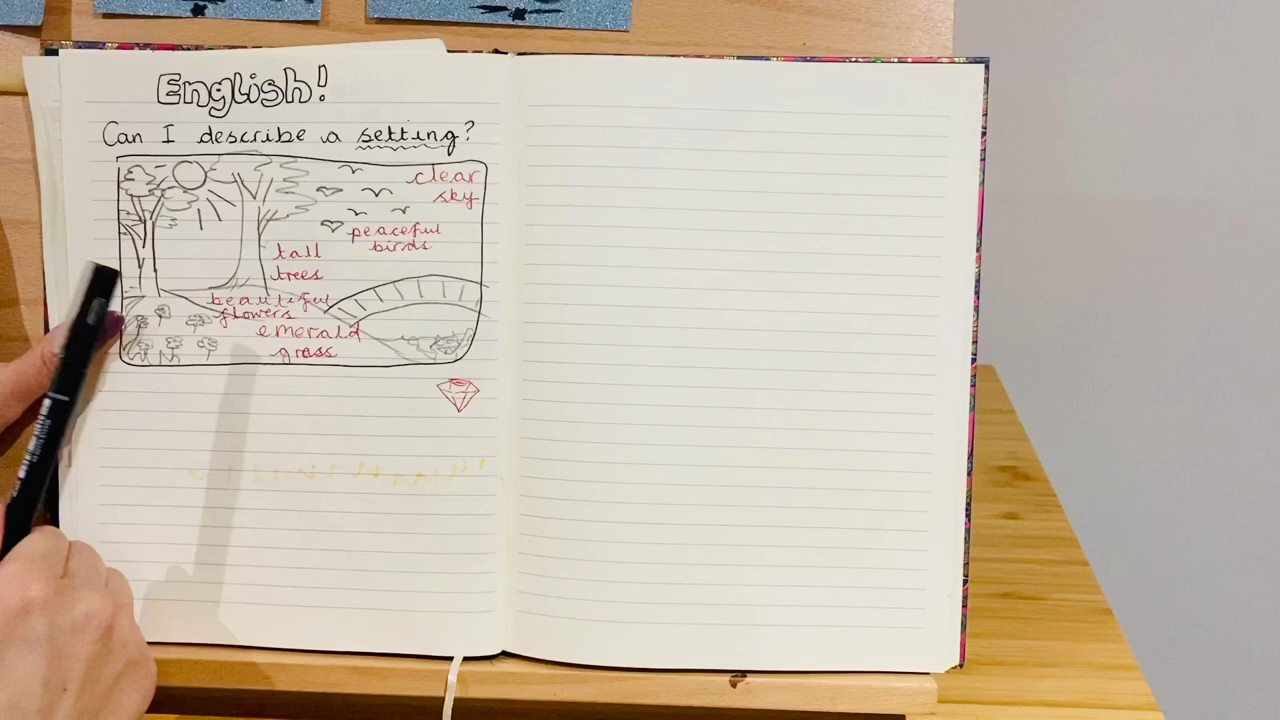 English!
Can I describe a setting?
clear
sky
peaceful
birds
tall
trees
beautiful
flowers
emerald
grass